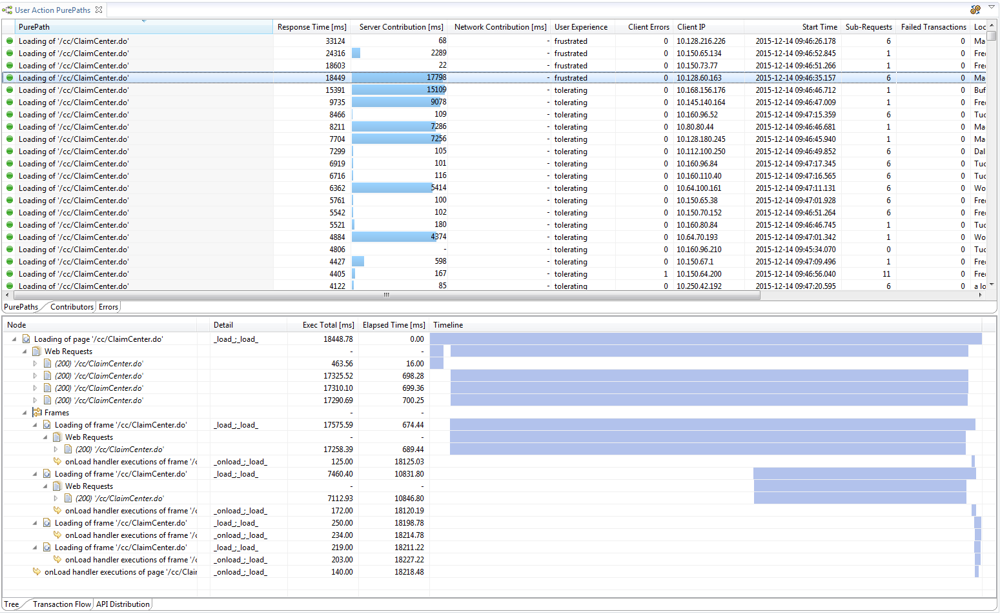 User Action PurePaths
PurePath Response Time [ms] Server Contribution [ms] Network Contribution [ms] User Experience Client Errors Client IP Start Time Sub-Requests Failed Transactions Loc
Loading of '/cc/ClaimCenter.do' 33124 68 - frustrated 0 10.128.216.226 2015-12-14 09:46:26.178 6 0 Ma
Loading of '/cc/ClaimCenter.do' 24316 2289 - frustrated 0 10.150.65.134 2015-12-14 09:46:52.845 1 0 Fre
Loading of '/cc/ClaimCenter.do' 18603 22 - frustrated 0 10.150.73.77 2015-12-14 09:46:51.266 1 0 Fre
Loading of '/cc/ClaimCenter.do' 18449 17798 - frustrated 0 10.128.60.163 2015-12-14 09:46:35.157 6 0 Ma
Loading of '/cc/ClaimCenter.do' 15391 15109 - tolerating 0 10.168.156.176 2015-12-14 09:46:46.712 1 0 Buf
Loading of '/cc/ClaimCenter.do' 9735 9078 - tolerating 0 10.145.140.164 2015-12-14 09:46:47.009 1 0 Fre
Loading of '/cc/ClaimCenter.do' 8466 109 - tolerating 0 10.160.96.52 2015-12-14 09:47:15.359 6 0 Tuc
Loading of '/cc/ClaimCenter.do' 8211 7286 - tolerating 0 10.80.80.44 2015-12-14 09:46:46.681 1 0 Ma
Loading of '/cc/ClaimCenter.do' 7704 7256 - tolerating 0 10.128.180.245 2015-12-14 09:46:45.940 1 0 Ma
Loading of '/cc/ClaimCenter.do' 7299 105 - tolerating 0 10.112.100.250 2015-12-14 09:46:49.852 6 0 Dal
Loading of '/cc/ClaimCenter.do' 6919 101 - tolerating 0 10.160.96.84 2015-12-14 09:47:17.345 6 0 Tuc
Loading of '/cc/ClaimCenter.do' 6716 116 - tolerating 0 10.160.110.40 2015-12-14 09:47:16.565 6 0 Tuc
Loading of '/cc/ClaimCenter.do' 6362 5414 - tolerating 0 10.64.100.161 2015-12-14 09:47:11.131 6 0 Wo
Loading of '/cc/ClaimCenter.do' 5761 100 - tolerating 0 10.150.65.38 2015-12-14 09:47:01.928 6 0 Fre
Loading of '/cc/ClaimCenter.do' 5542 102 - tolerating 0 10.150.70.152 2015-12-14 09:46:51.264 6 0 Fre
Loading of '/cc/ClaimCenter.do' 5521 180 - tolerating 0 10.160.80.84 2015-12-14 09:46:46.745 1 0 Tuc
Loading of '/cc/ClaimCenter.do' 4884 4374 - tolerating 0 10.64.70.193 2015-12-14 09:47:01.342 1 0 Wo
Loading of '/cc/ClaimCenter.do' 4806 - - tolerating 0 10.160.96.210 2015-12-14 09:45:34.070 0 0 Tuc
Loading of '/cc/ClaimCenter.do' 4427 598 - tolerating 0 10.150.67.1 2015-12-14 09:47:09.496 1 0 Fre
Loading of '/cc/ClaimCenter.do' 4405 167 - tolerating 1 10.150.64.200 2015-12-14 09:46:56.040 11 0 Fre
Loading of '/cc/ClaimCenter.do' 4122 85 - tolerating 0 10.250.42.192 2015-12-14 09:47:20.595 6 0 a lo
PurePaths Contributors Errors
Node Detail Exec Total [ms] Elapsed Time [ms] Timeline
Loading of page '/cc/ClaimCenter.do' _load_;_load_ 18448.78 0.00
Web Requests - -
(200) '/cc/ClaimCenter.do' 463.56 16.00
(200) '/cc/ClaimCenter.do' 17325.52 698.28
(200) '/cc/ClaimCenter.do' 17310.10 699.36
(200) '/cc/ClaimCenter.do' 17290.69 700.25
Frames - -
Loading of frame '/cc/ClaimCenter.do' _load_;_load_ 17575.59 674.44
Web Requests - -
(200) '/cc/ClaimCenter.do' 17258.39 689.44
onLoad handler executions of frame '/c _onload_;_load_ 125.00 18125.03
Loading of frame '/cc/ClaimCenter.do' _load_;_load_ 7460.40 10831.80
Web Requests - -
(200) '/cc/ClaimCenter.do' 7112.93 10846.80
onLoad handler executions of frame '/c _onload_;_load_ 172.00 18120.19
Loading of frame '/cc/ClaimCenter.do' _load_;_load_ 250.00 18198.78
onLoad handler executions of frame '/c _onload_;_load_ 234.00 18214.78
Loading of frame '/cc/ClaimCenter.do' _load_;_load_ 219.00 18211.22
onLoad handler executions of frame '/c _onload_;_load_ 203.00 18227.22
onLoad handler executions of page '/cc/Clair _onload_;_load_ 140.00 18218.48
Tree Transaction Flow API Distribution